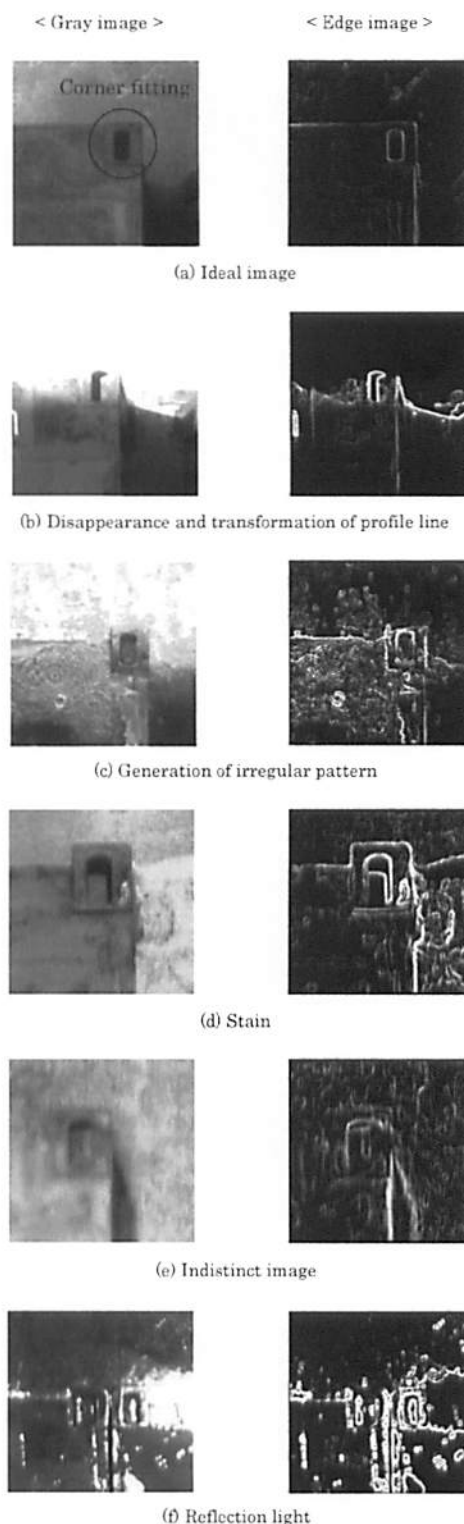 < Gray image > < Edge image >
Corner fitting
(a) Ideal image
(b) Disappearance and transformation of profile line
(c) Generation of irregular pattern
(d) Stain
(e) Indistinct image
(f) Reflection light